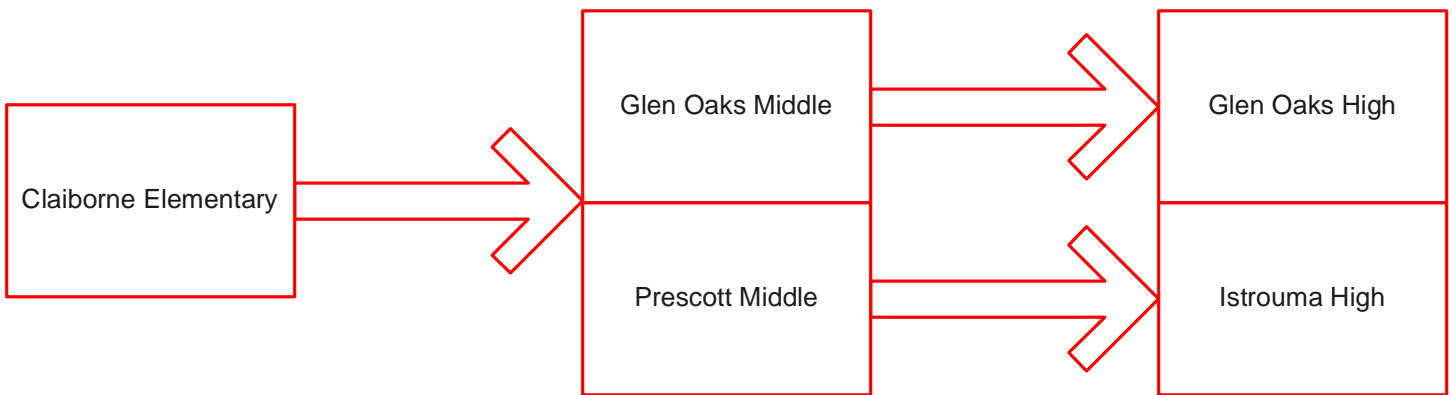 Claiborne Elementary
Glen Oaks Middle
Prescott Middle
Glen Oaks High
Istrouma High